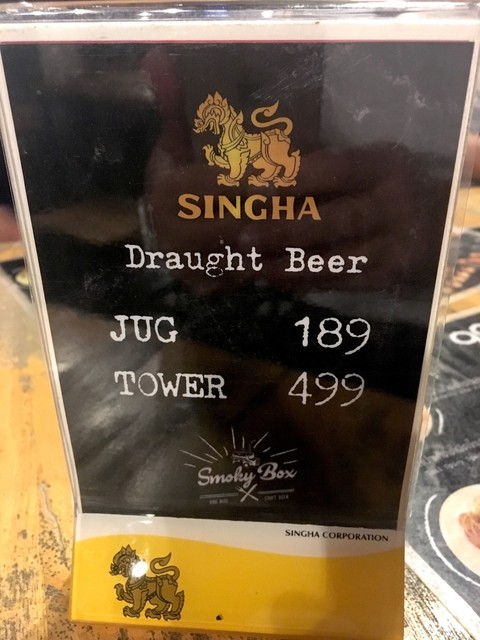 SINGHA
Draught Beer
JUG 189
TOWER 499
Smoky Box
SINGHA CORPORATION